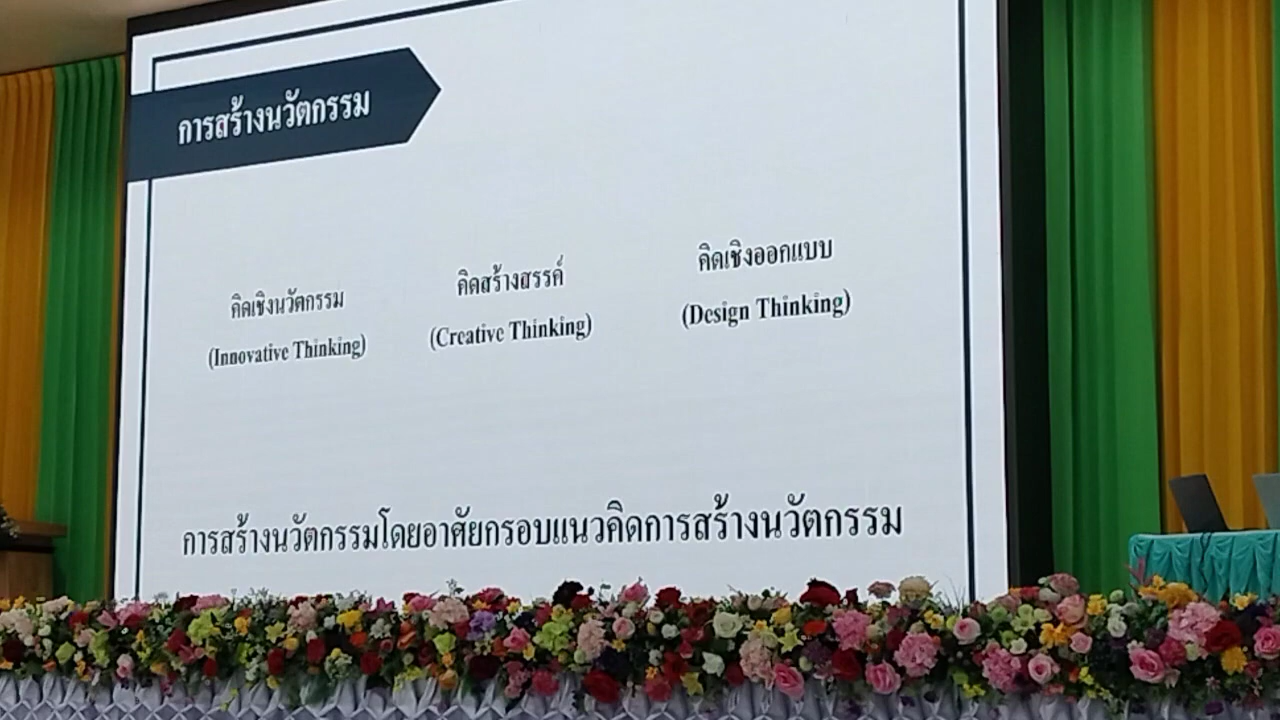 การสร้างนวัตกรรม
คิดเชิงนวัตกรรม
(Innovative Thinking)
คิดสร้างสรรค์
(Creative Thinking)
คิดเชิงออกแบบ
(Design Thinking)
การสร้างนวัตกรรมโดยอาศัยกรอบแนวคิดการสร้างนวัตกรรม